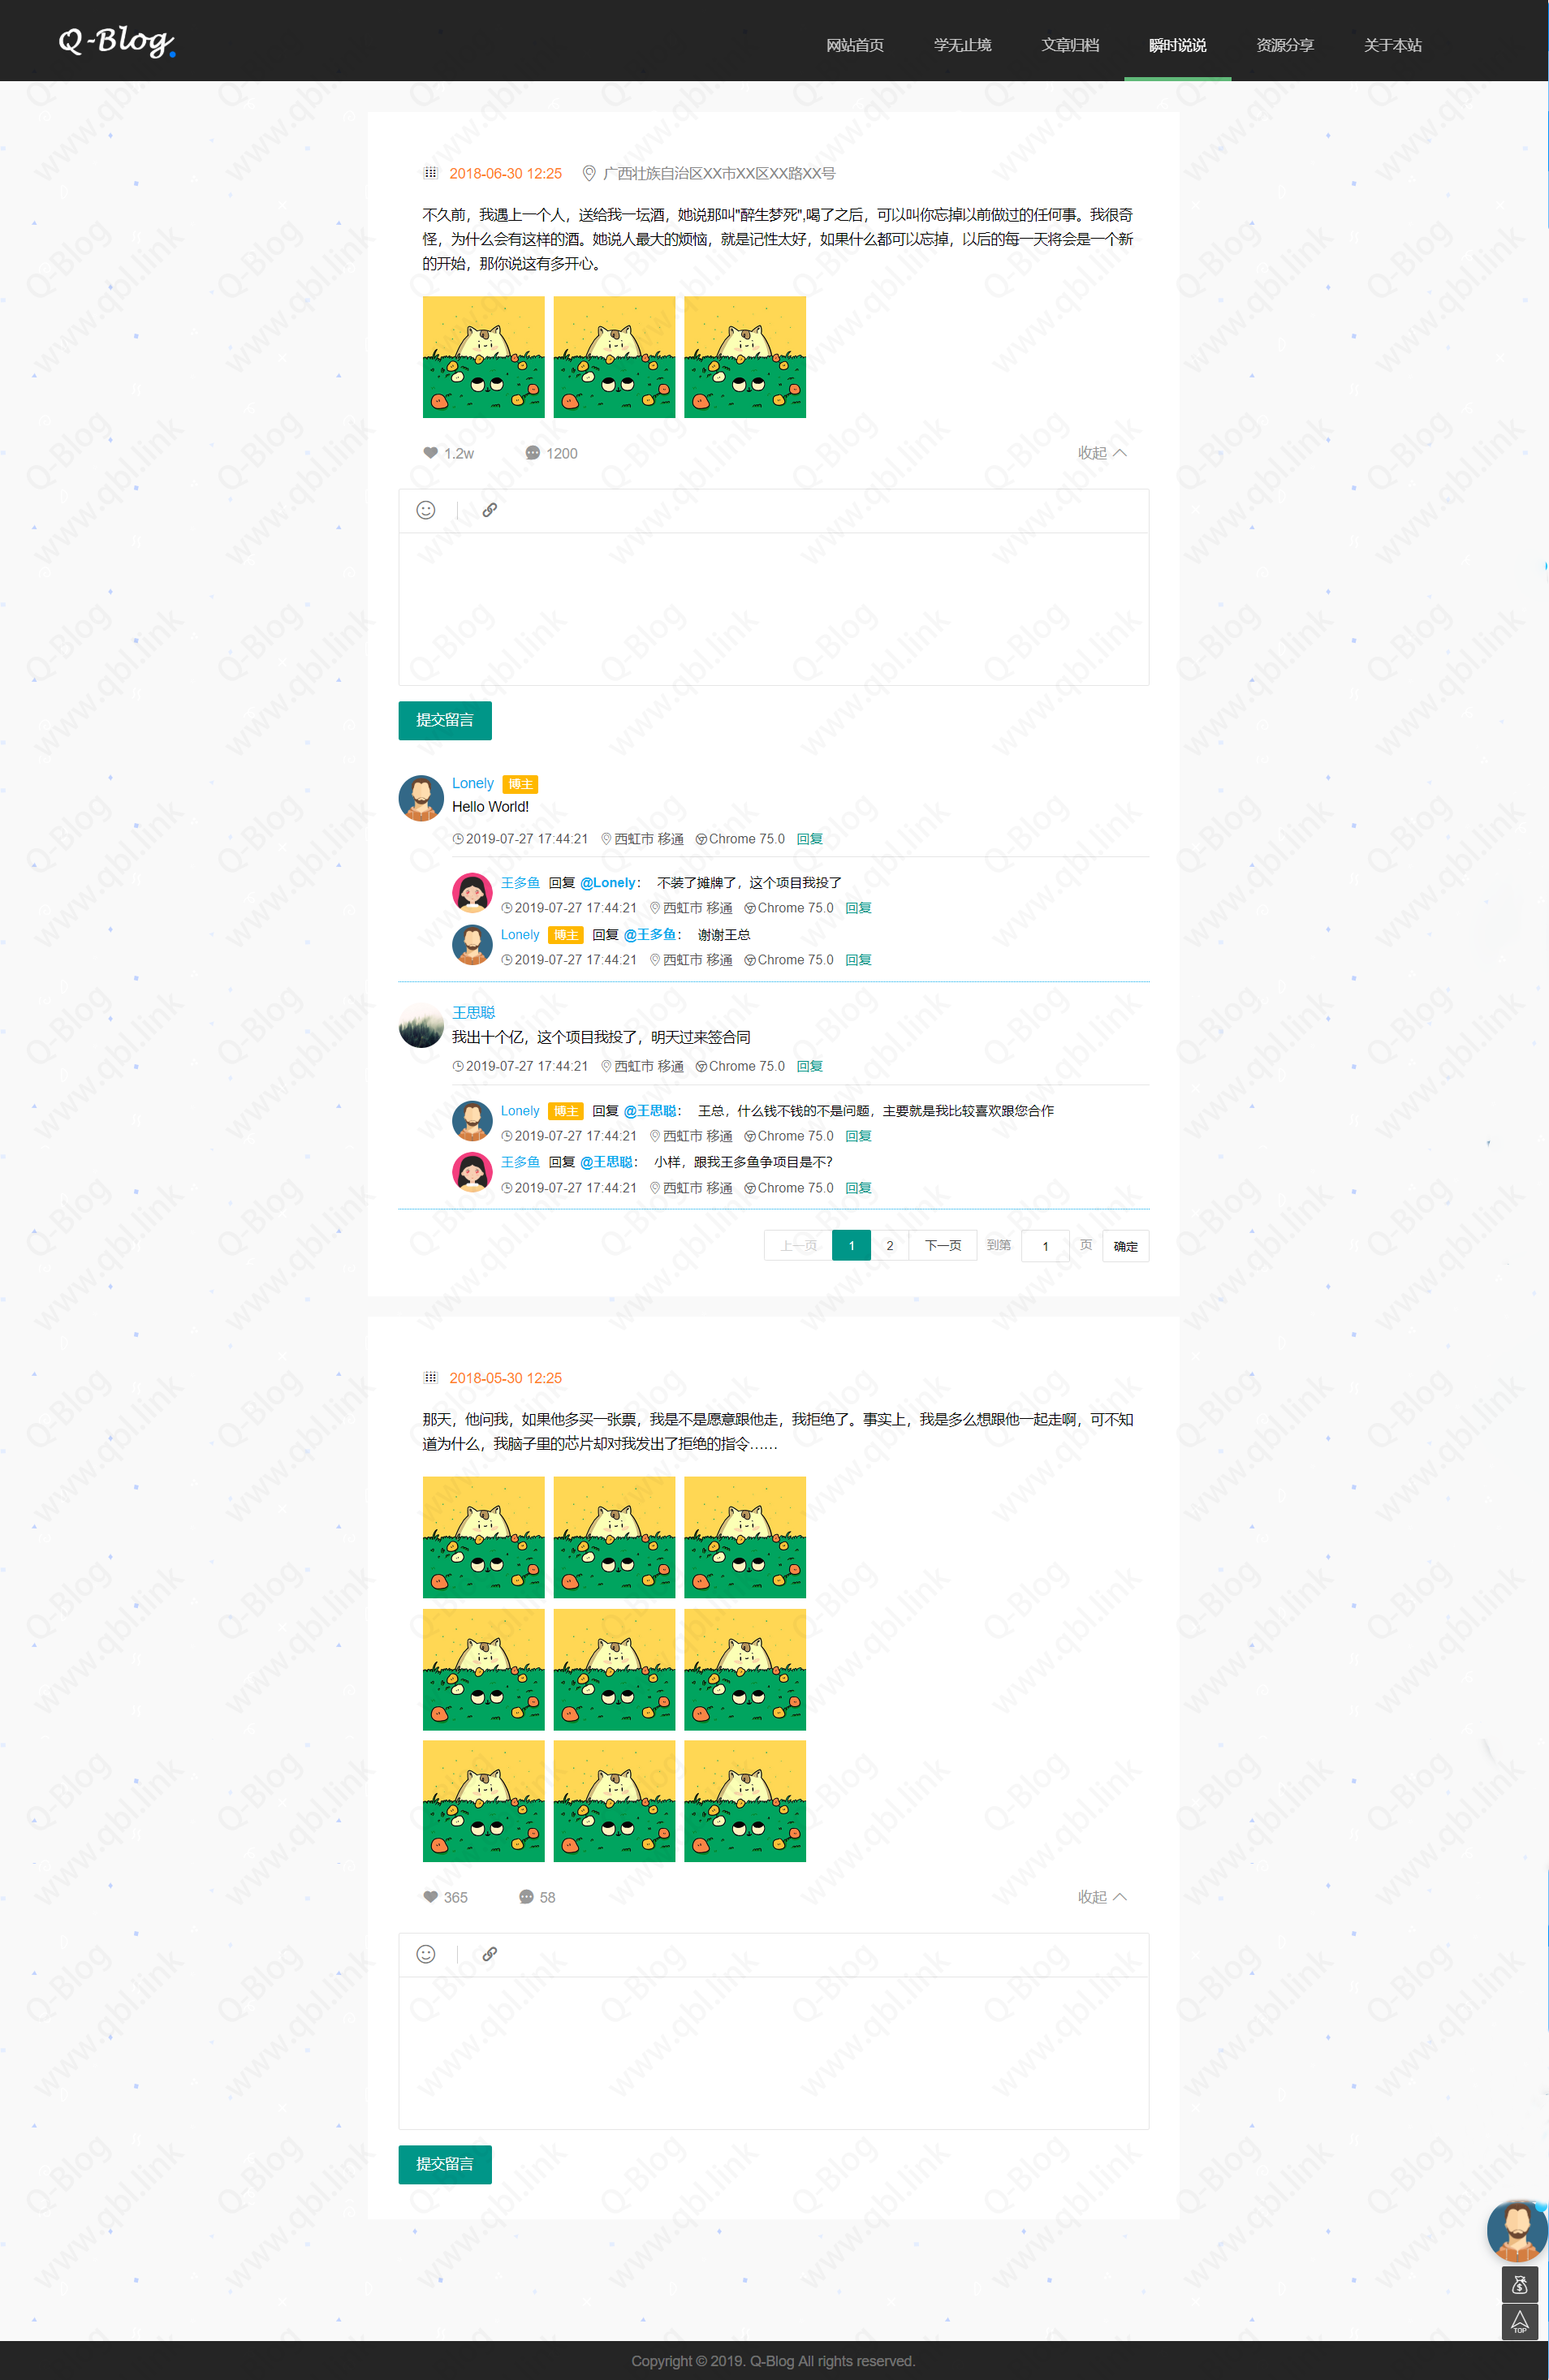 Q-Blog.
网站首页 学无止境 文章归档 瞬时说说 资源分享 关于本站
2018-06-30 12:25 广西壮族自治区XX市XX区XX路XX号
不久前，我遇上一个人，送给我一坛酒，她说那叫"醉生梦死",喝了之后，可以叫你忘掉以前做过的任何事。我很奇
怪，为什么会有这样的酒。她说人最大的烦恼，就是记性太好，如果什么都可以忘掉，以后的每一天将会是一个新
的开始，那你说这有多开心。
1.2w 1200 收起
提交留言
Lonely 博主
Hello World!
2019-07-27 17:44:21 西虹市 移通 Chrome 75.0 回复
王多鱼 回复 @Lonely： 不装了摊牌了，这个项目我投了
2019-07-27 17:44:21 西虹市 移通 Chrome 75.0 回复
Lonely 博主 回复 @王多鱼： 谢谢王总
2019-07-27 17:44:21 西虹市 移通 Chrome 75.0 回复
王思聪
我出十个亿，这个项目我投了，明天过来签合同
2019-07-27 17:44:21 西虹市 移通 Chrome 75.0 回复
Lonely 博主 回复 @王思聪： 王总，什么钱不钱的不是问题，主要就是我比较喜欢跟您合作
2019-07-27 17:44:21 西虹市 移通 Chrome 75.0 回复
王多鱼 回复 @王思聪： 小样，跟我王多鱼争项目是不?
2019-07-27 17:44:21 西虹市 移通 Chrome 75.0 回复
上一页 1 2 下一页 到第 1 页 确定
2018-05-30 12:25
那天，他问我，如果他多买一张票，我是不是愿意跟他走，我拒绝了。事实上，我是多么想跟他一起走啊，可不知
道为什么，我脑子里的芯片却对我发出了拒绝的指令……
365 58 收起
提交留言
TOP
Copyright © 2019. Q-Blog All rights reserved.
Q-Blog
www.qbl.link